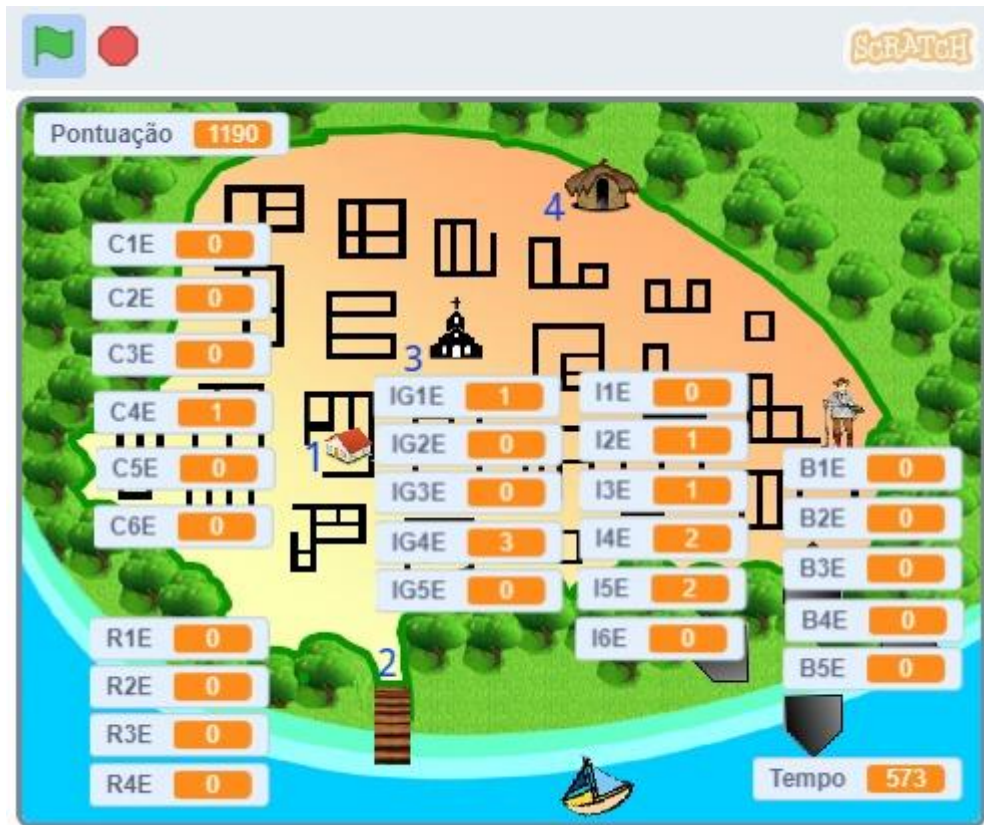 SCRATCH
Pontuação 1190
4
C1E 0
C2E 0
C3E 0
C4E 1
C5E 0
C6E 0
3
1
IG1E 1
IG2E 0
IG3E 0
IG4E 3
IG5E 0
I1E 0
I2E 1
I3E 1
I4E 2
I5E 2
I6E 0
B1E 0
B2E 0
B3E 0
B4E 0
B5E 0
R1E 0
R2E 0
R3E 0
R4E 0
2
Tempo 573